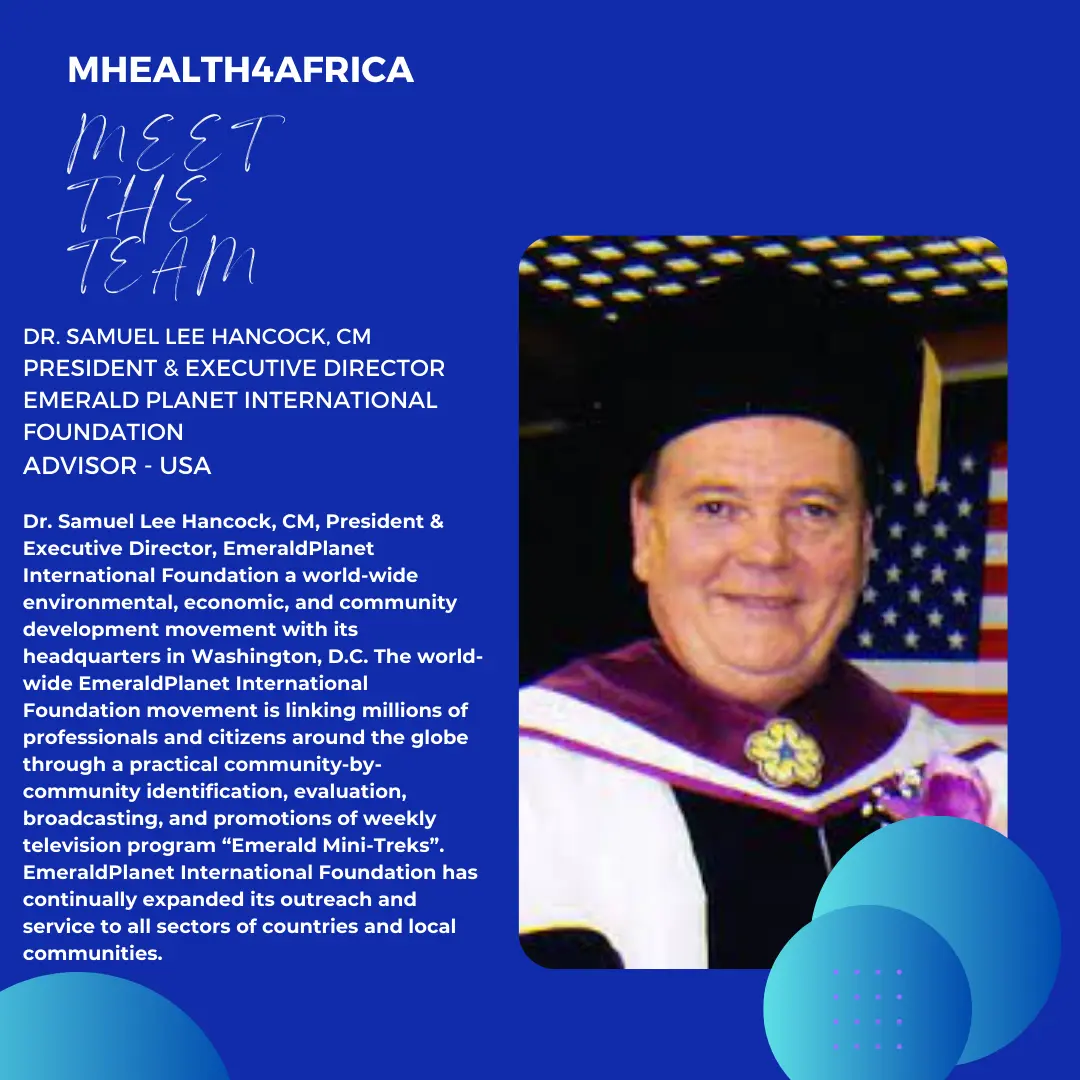 MHEALTH4AFRICA
MEET
THE
TEAM
DR. SAMUEL LEE HANCOCK, CM
PRESIDENT & EXECUTIVE DIRECTOR
EMERALD PLANET INTERNATIONAL
FOUNDATION
ADVISOR - USA
Dr. Samuel Lee Hancock, CM, President &
Executive Director, EmeraldPlanet
International Foundation a world-wide
environmental, economic, and community
development movement with its
headquarters in Washington, D.C. The world-
wide EmeraldPlanet International
Foundation movement is linking millions of
professionals and citizens around the globe
through a practical community-by-
community identification, evaluation,
broadcasting, and promotions of weekly
television program “Emerald Mini-Treks”.
EmeraldPlanet International Foundation has
continually expanded its outreach and
service to all sectors of countries and local
communities.